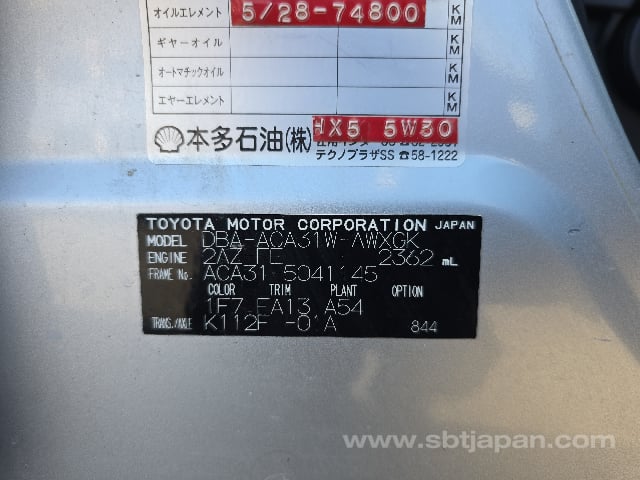 オイルエレメント 5/28-74800 KM
ギヤーオイル KM
オートマチックオイル KM
エヤーエレメント KM
本多石油(株) HX5 5W30
テクノプラザSS ☎58-1222
TOYOTA MOTOR CORPORATION JAPAN
MODEL DBA-ACA31W-AWXGK
ENGINE 2AZ-FE 2362 mL
FRAME No. ACA31-5041145
COLOR TRIM PLANT OPTION
1F7 EA13 A54
TRANS./AXLE K112F -01A 844
www.sbtjapan.com